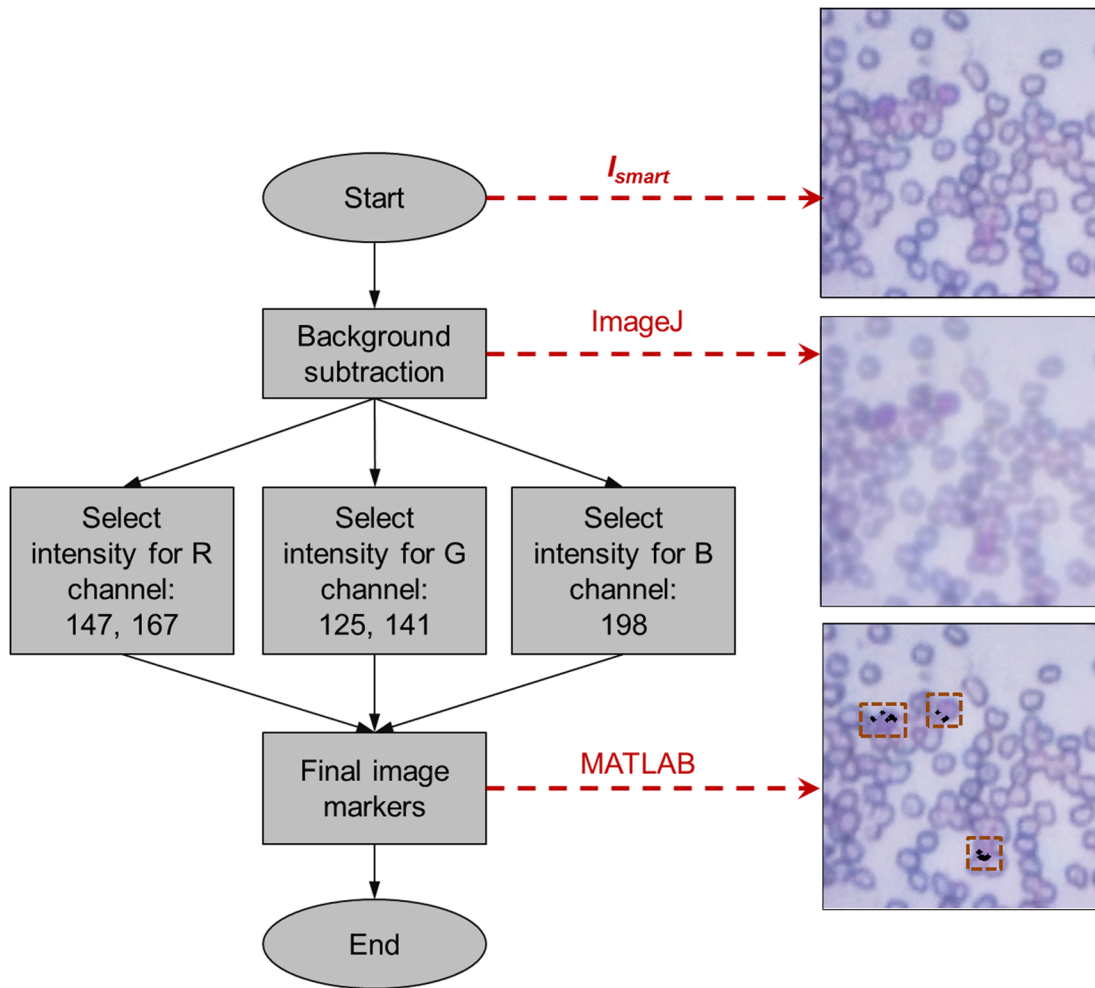 Start
I_smart
Background
subtraction
ImageJ
Select
intensity for R
channel:
147, 167
Select
intensity for G
channel:
125, 141
Select
intensity for B
channel:
198
Final image
markers
MATLAB
End